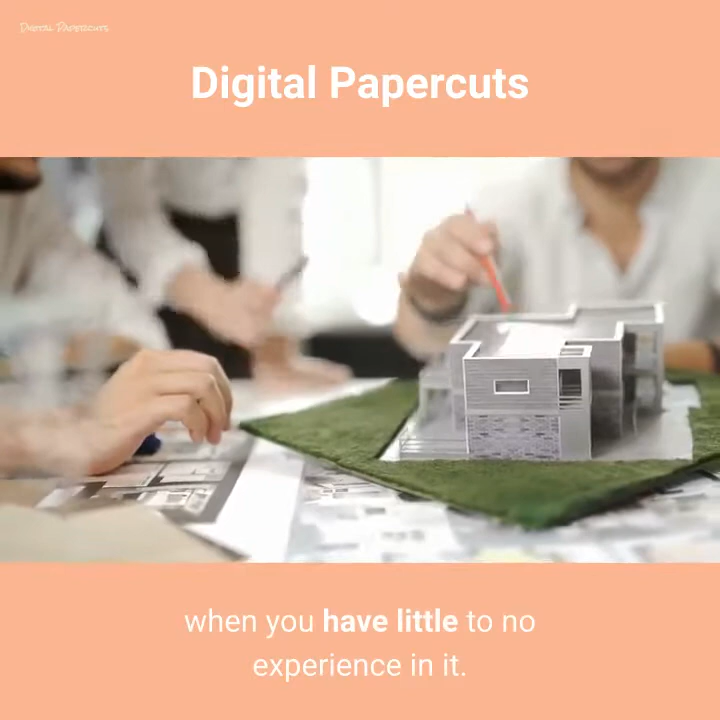 Digital Papercuts
Digital Papercuts
when you have little to no
experience in it.